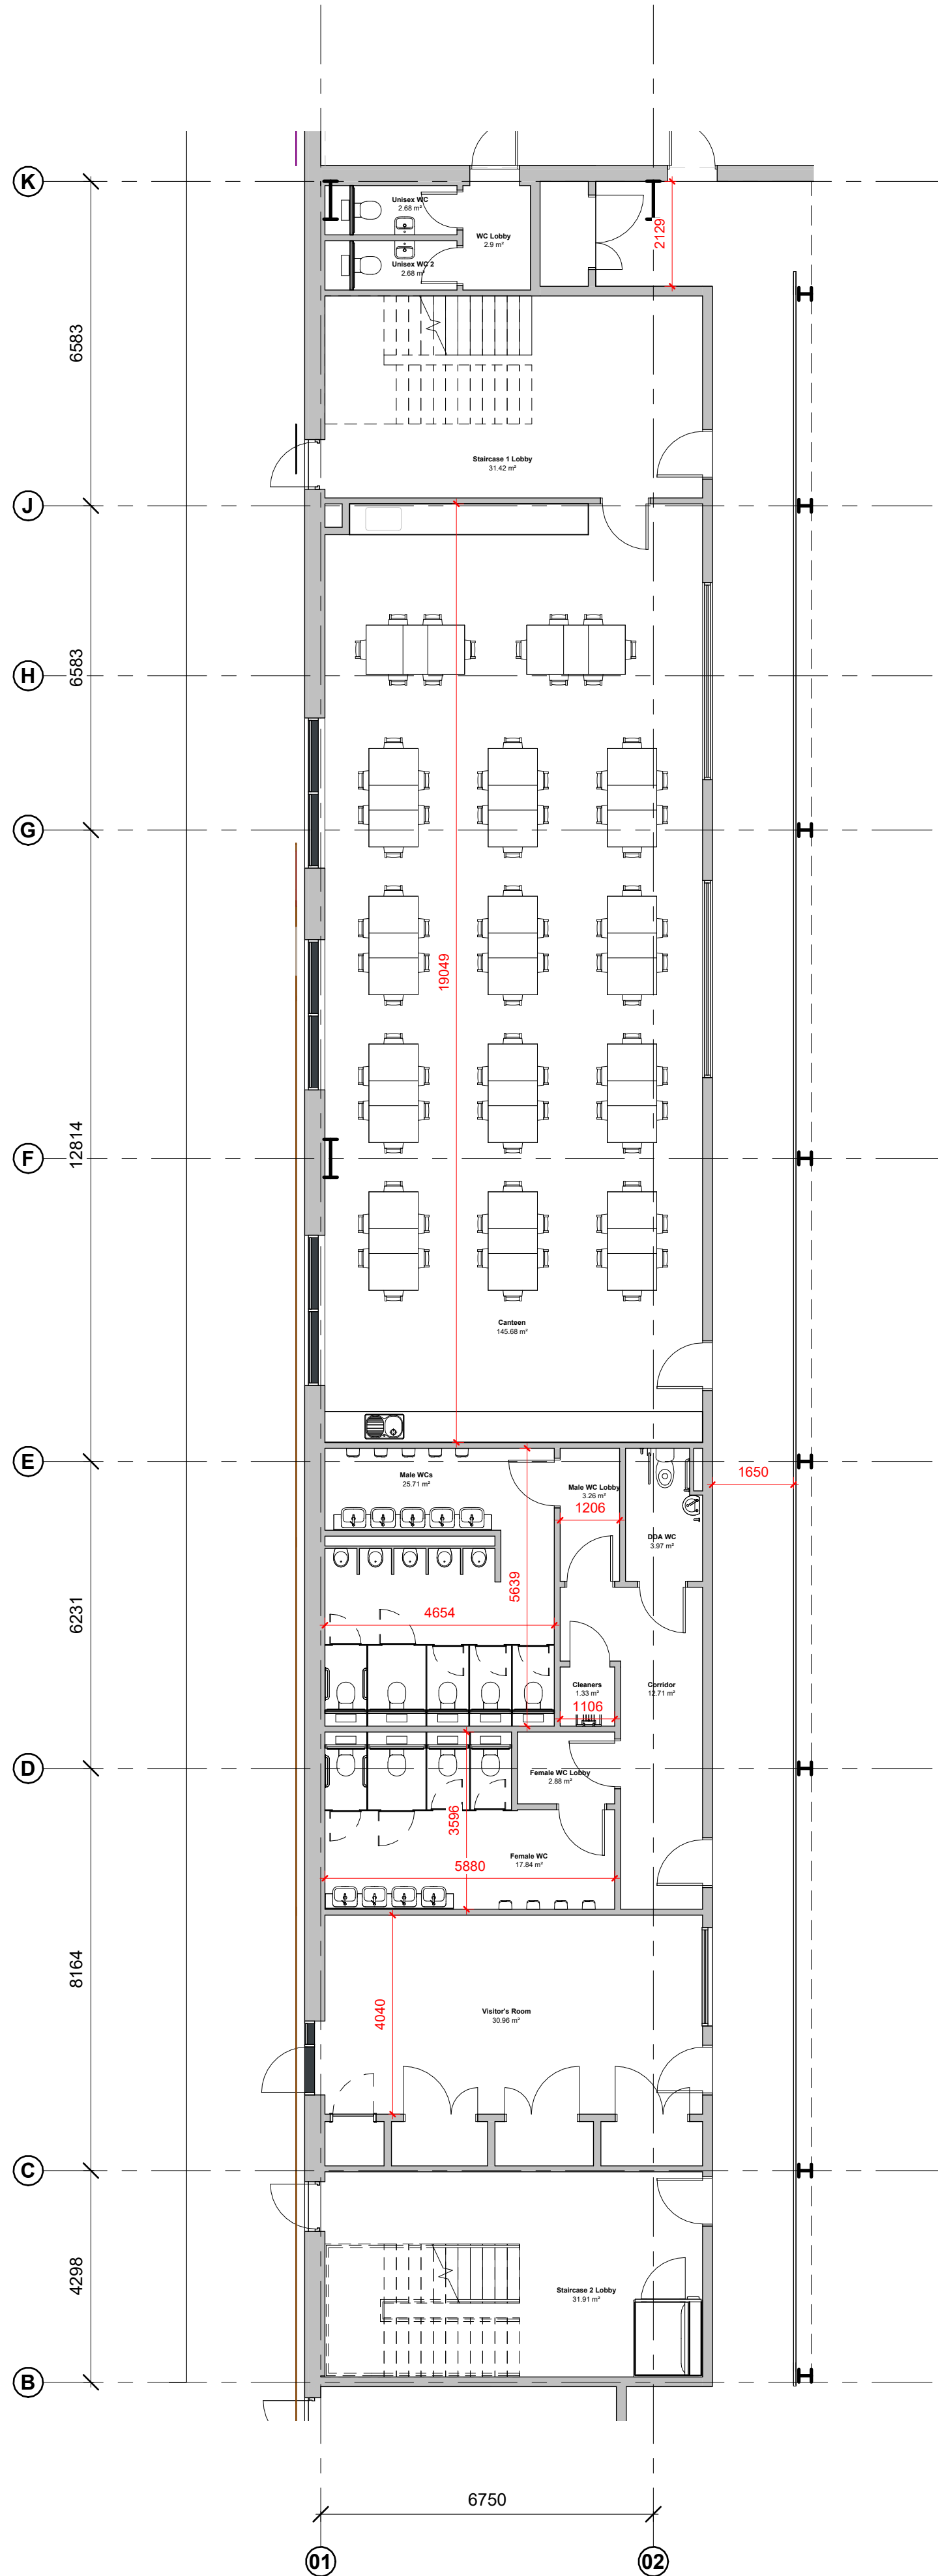 K
Unisex WC
2.68 m²
WC Lobby
2.9 m²
2129
Unisex WC 2
2.68 m²
6583
Staircase 1 Lobby
31.42 m²
J
6583
H
G
19049
12814
F
Canteen
145.68 m²
E
Male WCs
25.71 m²
Male WC Lobby
3.26 m²
1206
1650
DDA WC
3.97 m²
5639
4654
6231
Cleaners
1.33 m²
1106
Corridor
12.71 m²
D
Female WC Lobby
2.88 m²
3596
Female WC
17.84 m²
5880
8164
4040
Visitor's Room
30.96 m²
C
4298
Staircase 2 Lobby
31.91 m²
B
6750
01
02